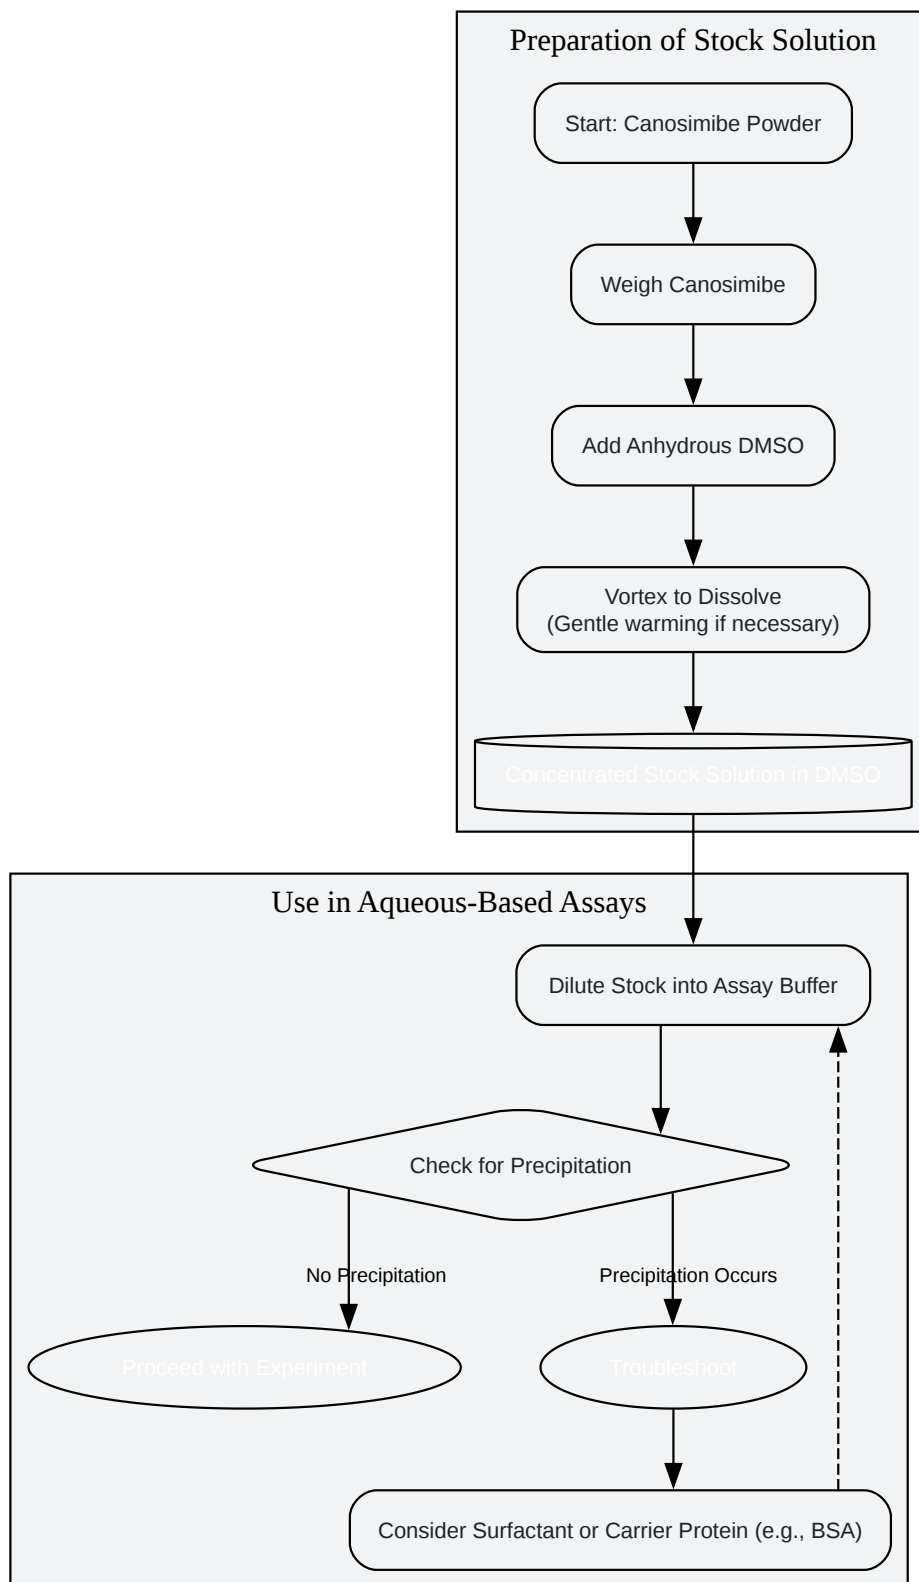 Preparation of Stock Solution
Start: Canosimibe Powder
Weigh Canosimibe
Add Anhydrous DMSO
Vortex to Dissolve
(Gentle warming if necessary)
Concentrated Stock Solution in DMSO
Use in Aqueous-Based Assays
Dilute Stock into Assay Buffer
Check for Precipitation
No Precipitation
Precipitation Occurs
Proceed with Experiment
Troubleshoot
Consider Surfactant or Carrier Protein (e.g., BSA)